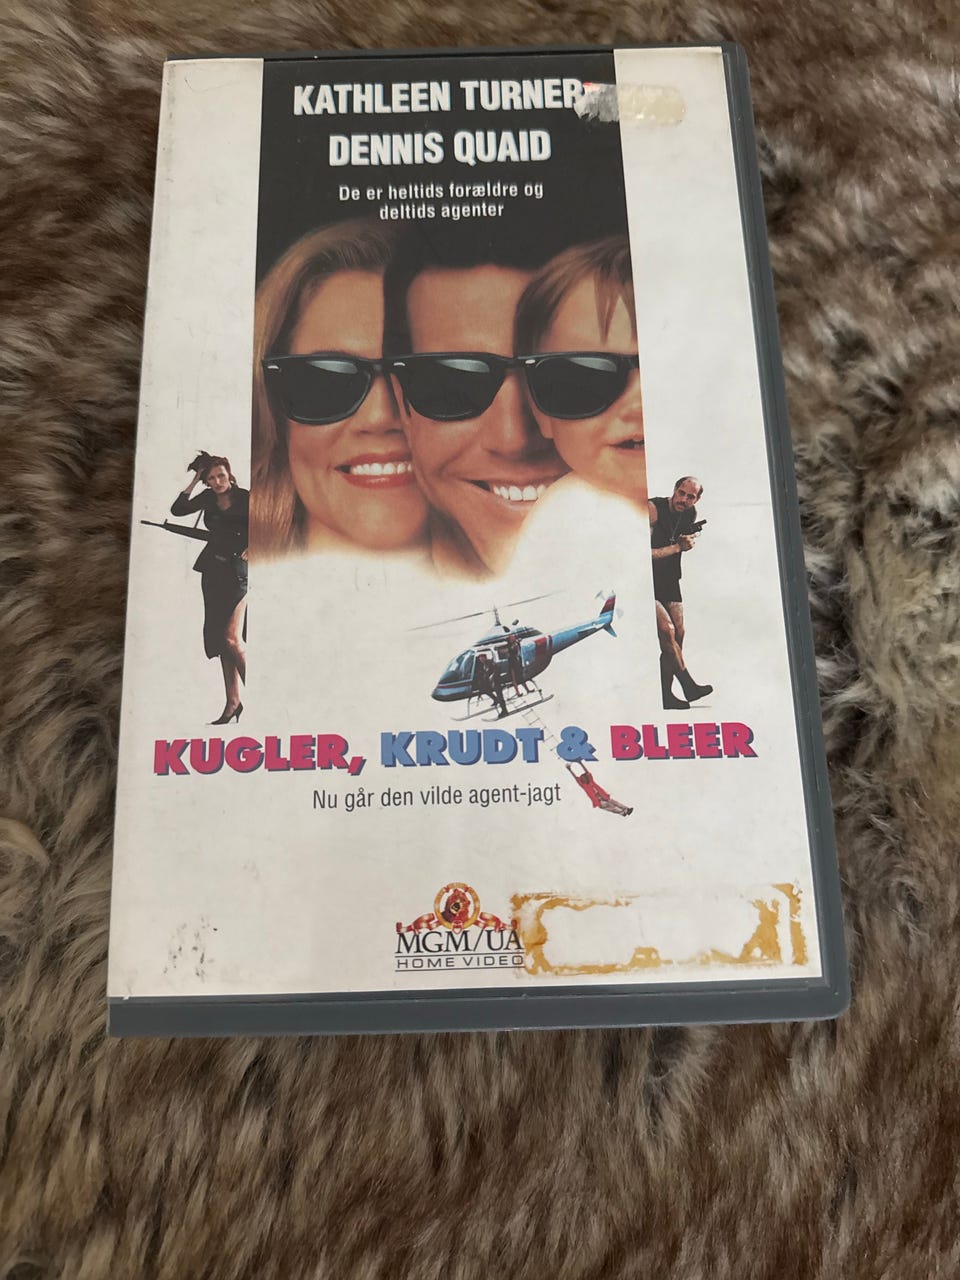 KATHLEEN TURNER
DENNIS QUAID
De er heltids forældre og
deltids agenter
KUGLER, KRUDT & BLEER
Nu går den vilde agent-jagt
MGM/UA
HOME VIDEO